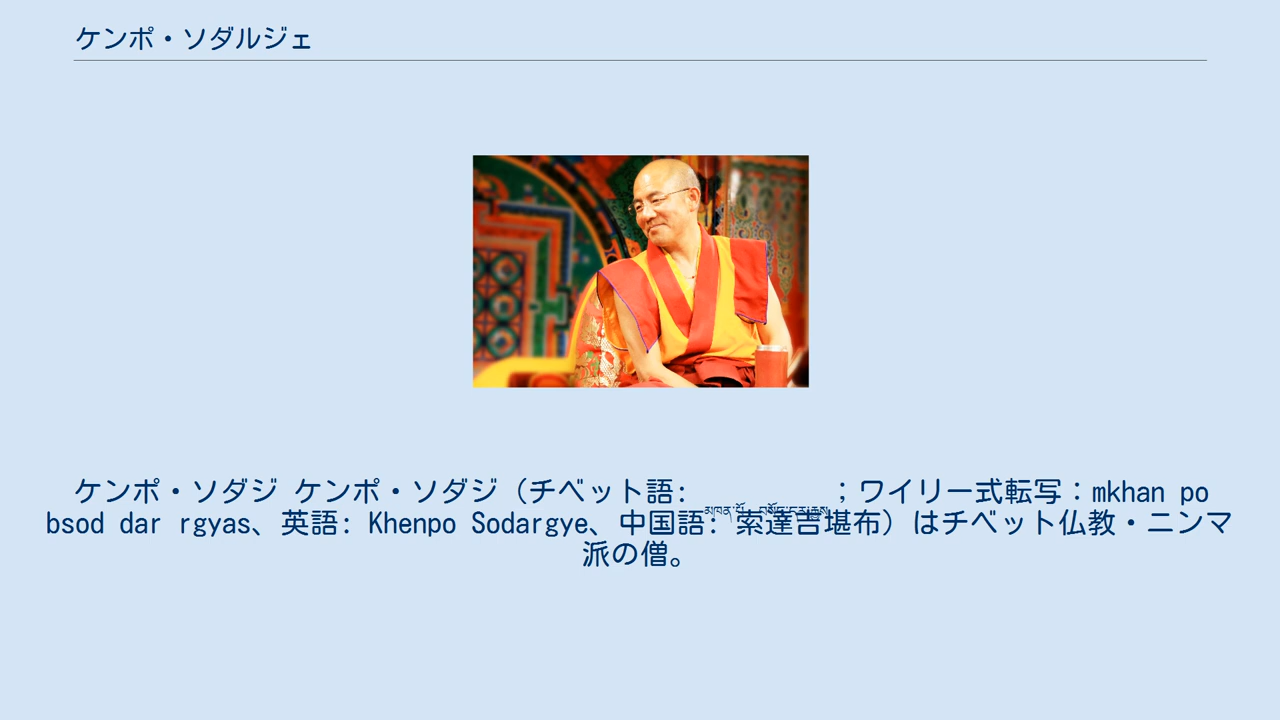 ケンポ・ソダルジェ
ケンポ・ソダジ ケンポ・ソダジ（チベット語: མཁན་པོ་ བསོད་དར་རྒྱས ；ワイリー式転写：mkhan po
bsod dar rgyas、英語: Khenpo Sodargye、中国語: 索達吉堪布）はチベット仏教・ニンマ
派の僧。